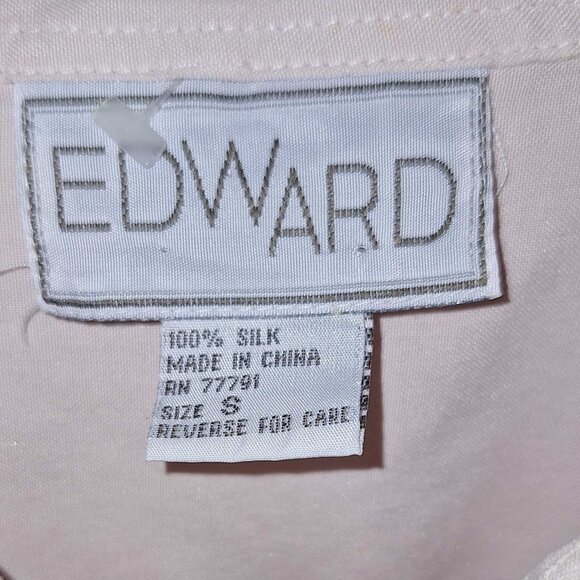 EDWARD
100% SILK
MADE IN CHINA
RN 77791
SIZE S
REVERSE FOR CARE